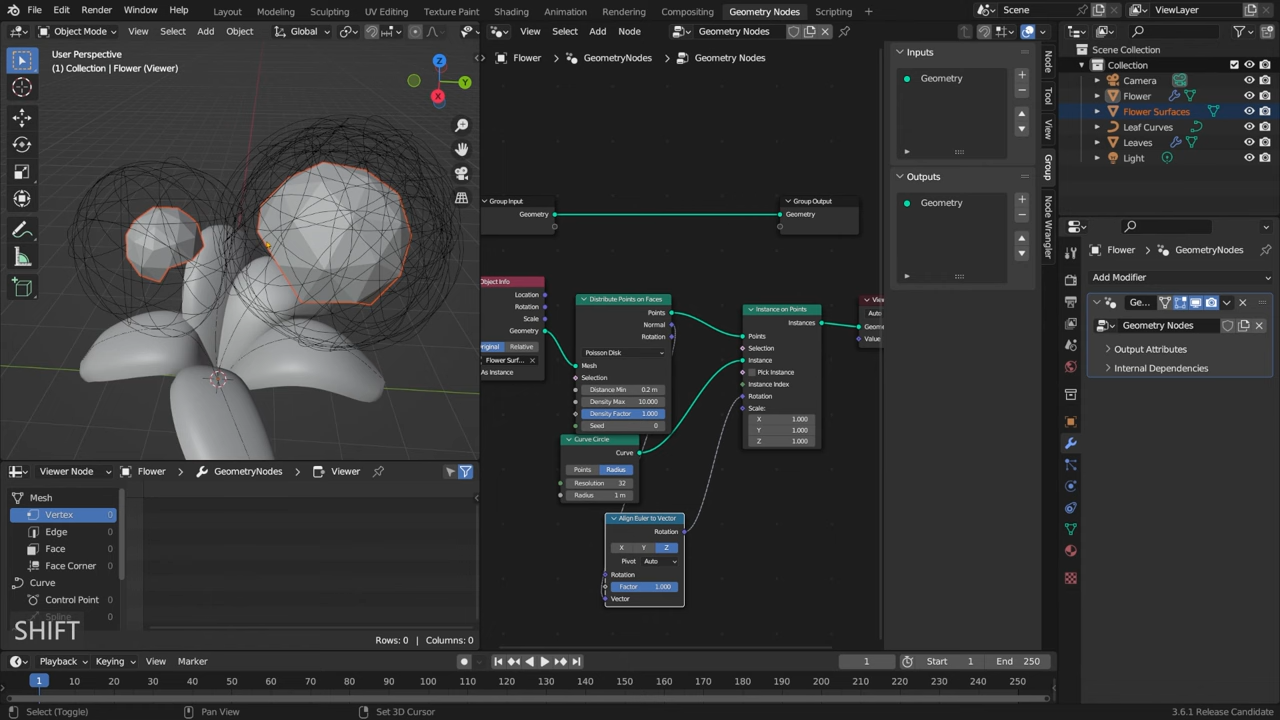 File Edit Render Window Help Layout Modeling Sculpting UV Editing Texture Paint Shading Animation Rendering Compositing Geometry Nodes Scripting + Scene ViewLayer
Object Mode View Select Add Object Global
View Select Add Node Geometry Nodes
User Perspective
(1) Collection | Flower (Viewer)
Z
Y
X
Flower GeometryNodes Geometry Nodes
Group Input
Geometry
Group Output
Geometry
Object Info
Location
Rotation
Scale
Geometry
Relative
Flower Surf...
As Instance
Distribute Points on Faces
Points
Normal
Rotation
Poisson Disk
Mesh
Selection
Distance Min 0.2 m
Density Max 10.000
Density Factor 1.000
Seed 0
Curve Circle
Curve
Points Radius
Resolution 32
Radius 1 m
Align Euler to Vector
Rotation
X Y Z
Pivot Auto
Rotation
Factor 1.000
Vector
Instance on Points
Instances
Points
Selection
Instance
Pick Instance
Instance Index
Rotation
Scale:
X 1.000
Y 1.000
Z 1.000
Inputs
Geometry
Outputs
Geometry
Node
Tool
View
Group
Node Wrangler
Scene Collection
Collection
Camera
Flower
Flower Surfaces
Leaf Curves
Leaves
Light
Flower GeometryNodes
Add Modifier
Ge...
Geometry Nodes
Output Attributes
Internal Dependencies
Viewer Node Flower GeometryNodes Viewer
Mesh
Vertex 0
Edge 0
Face 0
Face Corner 0
Curve
Control Point 0
Spline
SHIFT
Rows: 0 | Columns: 0
Playback Keying View Marker 1 Start 1 End 250
1 10 20 30 40 50 60 70 80 90 100 110 120 130 140 150 160 170 180 190 200 210 220 230 240 250
Select (Toggle) Pan View Set 3D Cursor 3.6.1 Release Candidate